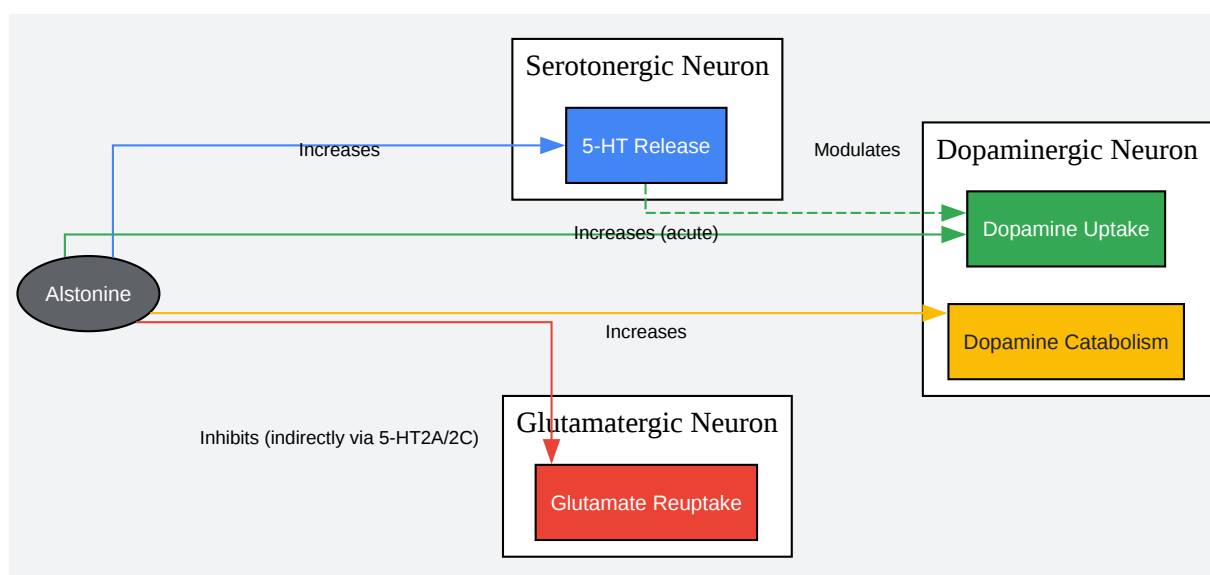 Serotonergic Neuron
5-HT Release
Increases
Modulates
Dopaminergic Neuron
Dopamine Uptake
Increases (acute)
Alstonine
Increases
Dopamine Catabolism
Glutamatergic Neuron
Inhibits (indirectly via 5-HT2A/2C)
Glutamate Reuptake